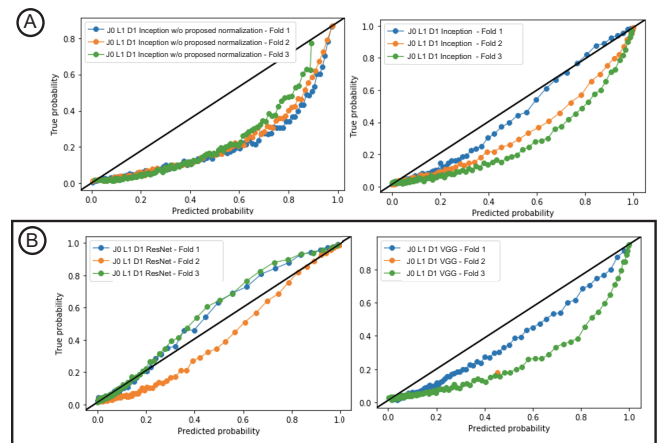 A
J0 L1 D1 Inception w/o proposed normalization - Fold 1
J0 L1 D1 Inception w/o proposed normalization - Fold 2
J0 L1 D1 Inception w/o proposed normalization - Fold 3
True probability
0.8
0.6
0.4
0.2
0.0
0.0 0.2 0.4 0.6 0.8 1.0
Predicted probability
J0 L1 D1 Inception - Fold 1
J0 L1 D1 Inception - Fold 2
J0 L1 D1 Inception - Fold 3
True probability
1.0
0.8
0.6
0.4
0.2
0.0
0.0 0.2 0.4 0.6 0.8 1.0
Predicted probability
B
J0 L1 D1 ResNet - Fold 1
J0 L1 D1 ResNet - Fold 2
J0 L1 D1 ResNet - Fold 3
True probability
1.0
0.8
0.6
0.4
0.2
0.0
0.0 0.2 0.4 0.6 0.8 1.0
Predicted probability
J0 L1 D1 VGG - Fold 1
J0 L1 D1 VGG - Fold 2
J0 L1 D1 VGG - Fold 3
True probability
0.8
0.6
0.4
0.2
0.0
0.0 0.2 0.4 0.6 0.8 1.0
Predicted probability